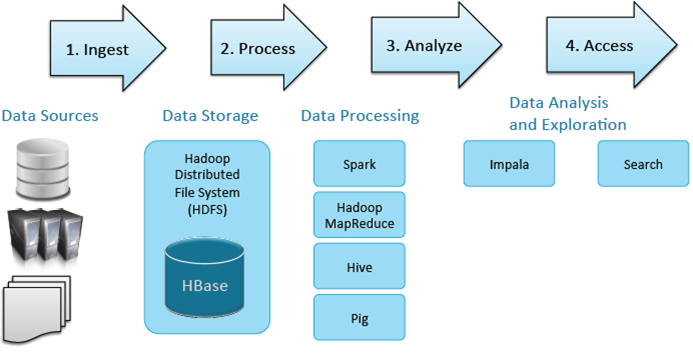 1. Ingest
2. Process
3. Analyze
4. Access
Data Sources
Data Storage
Data Processing
Data Analysis
and Exploration
Hadoop
Distributed
File System
(HDFS)
HBase
Spark
Hadoop
MapReduce
Hive
Pig
Impala
Search